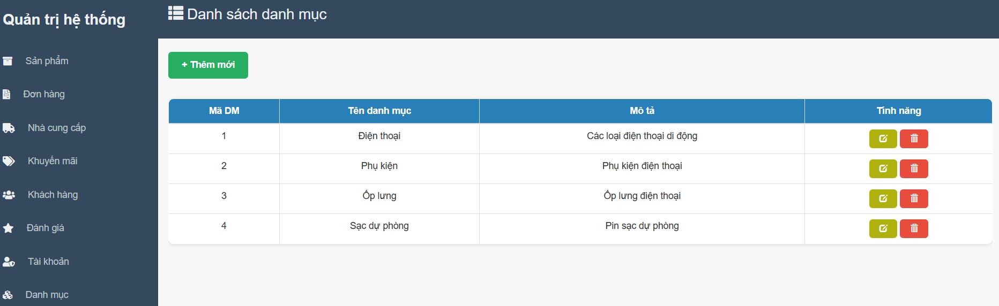 Quản trị hệ thống
Sản phẩm
Đơn hàng
Nhà cung cấp
Khuyến mãi
Khách hàng
Đánh giá
Tài khoản
Danh mục
Danh sách danh mục
+ Thêm mới
Mã DM Tên danh mục Mô tả Tính năng
1 Điện thoại Các loại điện thoại di động
2 Phụ kiện Phụ kiện điện thoại
3 Ốp lưng Ốp lưng điện thoại
4 Sạc dự phòng Pin sạc dự phòng